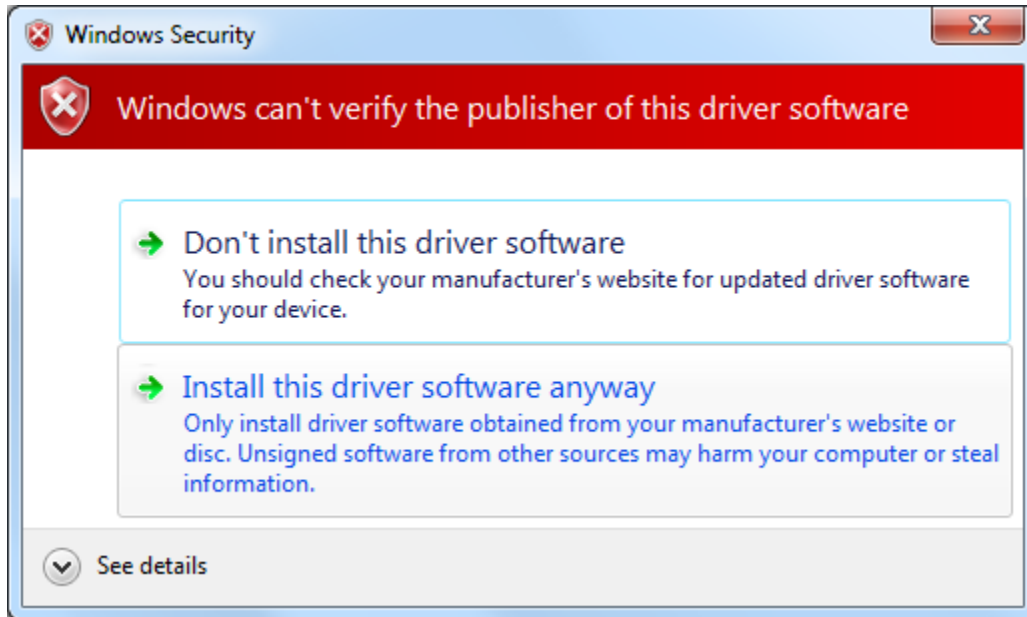 Windows Security
Windows can't verify the publisher of this driver software
Don't install this driver software
You should check your manufacturer's website for updated driver software
for your device.
Install this driver software anyway
Only install driver software obtained from your manufacturer's website or
disc. Unsigned software from other sources may harm your computer or steal
information.
See details